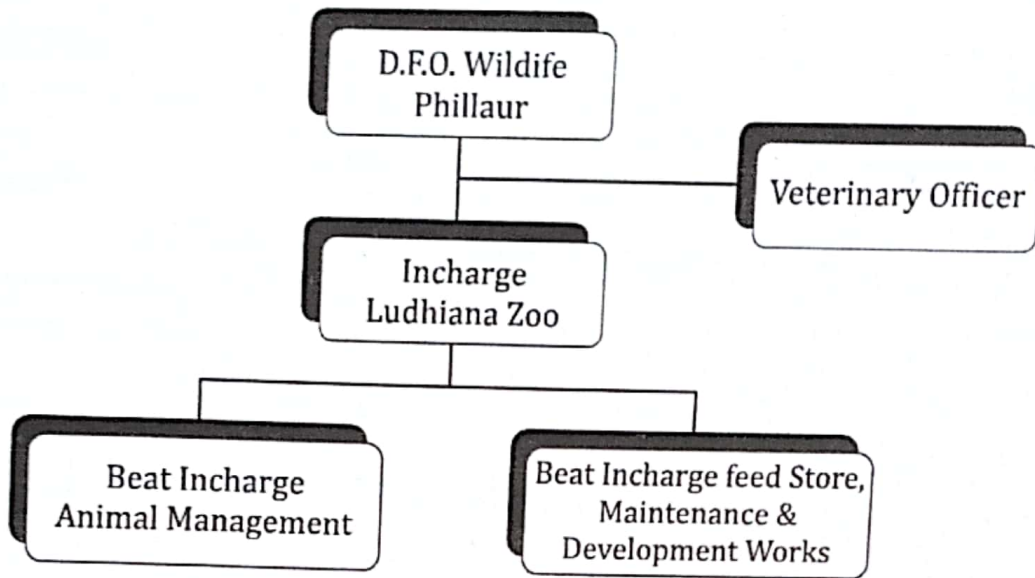 D.F.O. Wildife
Phillaur
Veterinary Officer
Incharge
Ludhiana Zoo
Beat Incharge
Animal Management
Beat Incharge feed Store,
Maintenance &
Development Works